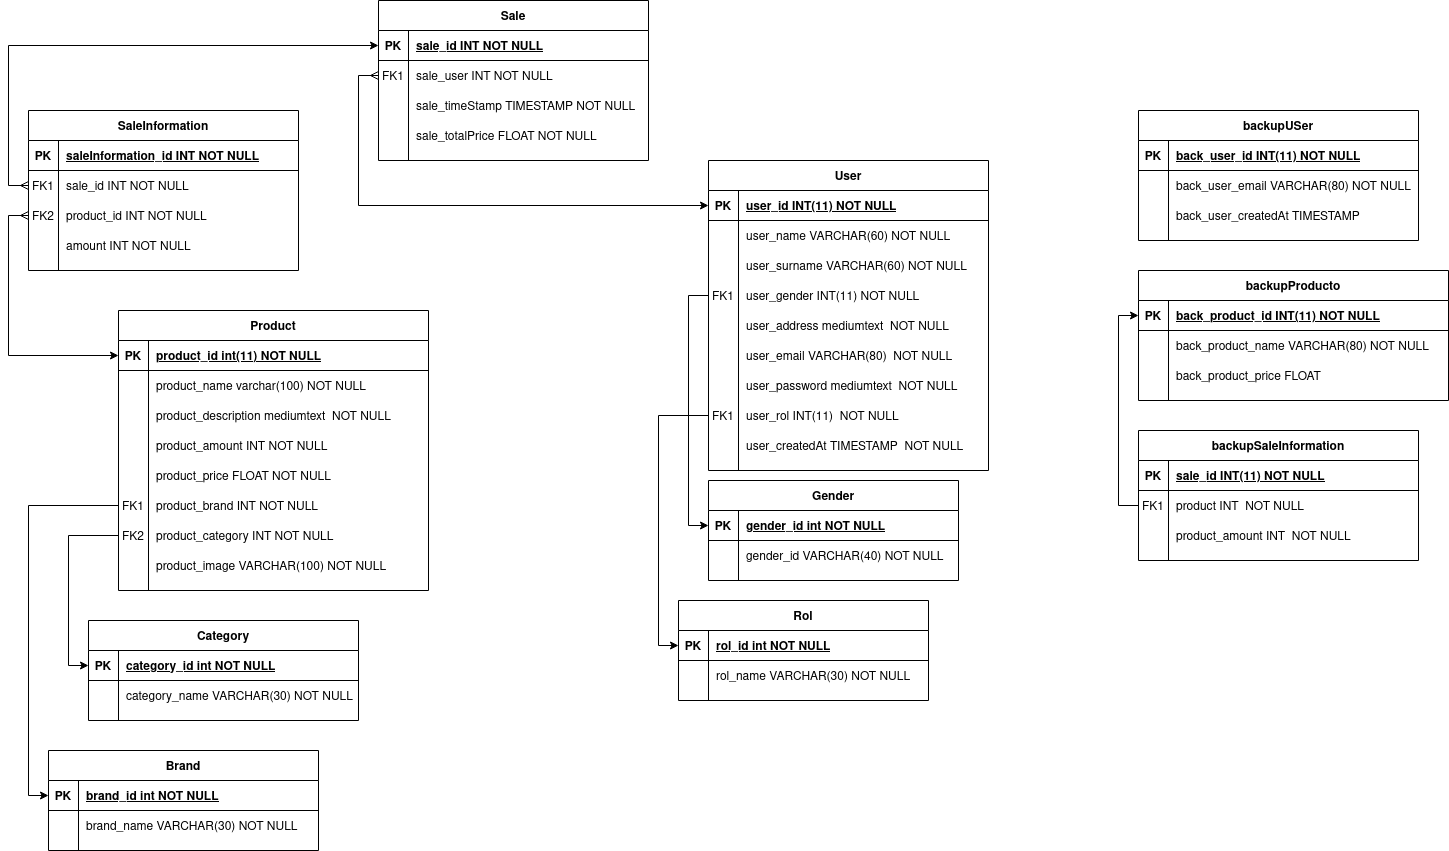 Sale
PK sale_id INT NOT NULL
FK1 sale_user INT NOT NULL
sale_timeStamp TIMESTAMP NOT NULL
sale_totalPrice FLOAT NOT NULL
SaleInformation
PK saleInformation_id INT NOT NULL
FK1 sale_id INT NOT NULL
FK2 product_id INT NOT NULL
amount INT NOT NULL
Product
PK product_id int(11) NOT NULL
product_name varchar(100) NOT NULL
product_description mediumtext  NOT NULL
product_amount INT NOT NULL
product_price FLOAT NOT NULL
FK1 product_brand INT NOT NULL
FK2 product_category INT NOT NULL
product_image VARCHAR(100) NOT NULL
Category
PK category_id int NOT NULL
category_name VARCHAR(30) NOT NULL
Brand
PK brand_id int NOT NULL
brand_name VARCHAR(30) NOT NULL
User
PK user_id INT(11) NOT NULL
user_name VARCHAR(60) NOT NULL
user_surname VARCHAR(60) NOT NULL
FK1 user_gender INT(11) NOT NULL
user_address mediumtext  NOT NULL
user_email VARCHAR(80)  NOT NULL
user_password mediumtext  NOT NULL
FK1 user_rol INT(11)  NOT NULL
user_createdAt TIMESTAMP  NOT NULL
Gender
PK gender_id int NOT NULL
gender_id VARCHAR(40) NOT NULL
Rol
PK rol_id int NOT NULL
rol_name VARCHAR(30) NOT NULL
backupUSer
PK back_user_id INT(11) NOT NULL
back_user_email VARCHAR(80) NOT NULL
back_user_createdAt TIMESTAMP
backupProducto
PK back_product_id INT(11) NOT NULL
back_product_name VARCHAR(80) NOT NULL
back_product_price FLOAT
backupSaleInformation
PK sale_id INT(11) NOT NULL
FK1 product INT  NOT NULL
product_amount INT  NOT NULL